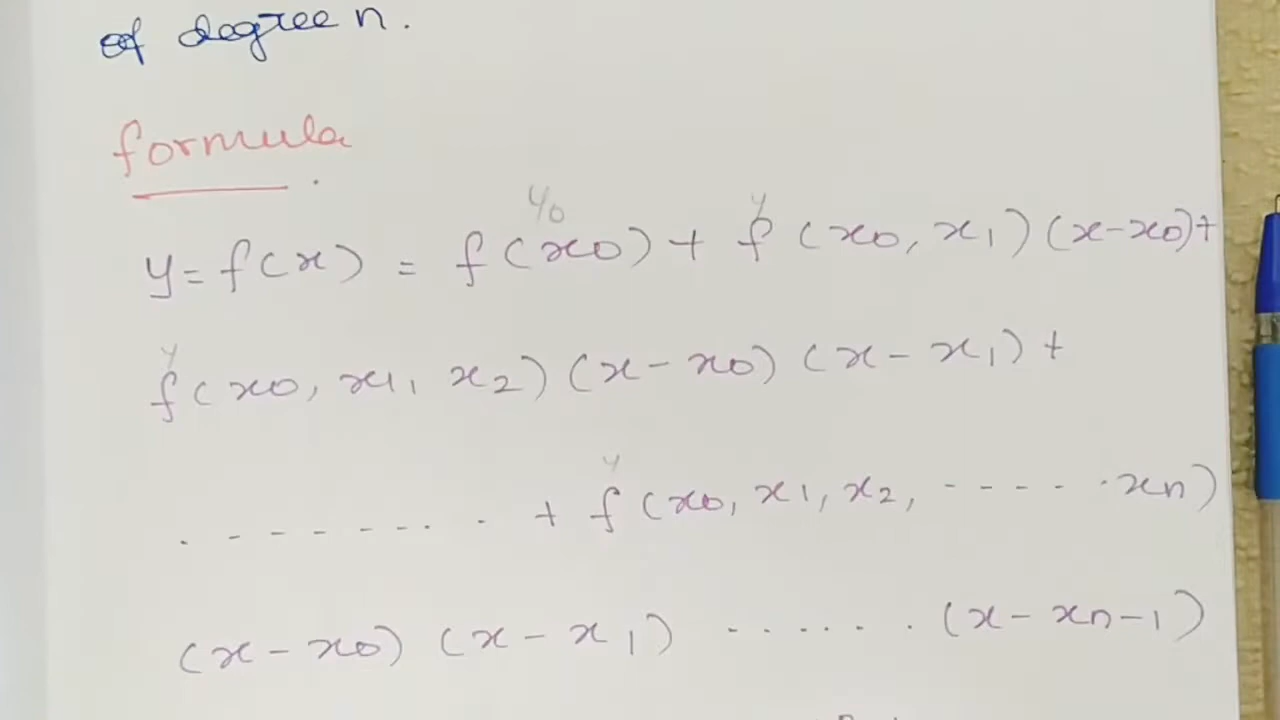 of degree n.
formula
y0 y
y = f(x) = f(x0) + f(x0, x1)(x-x0)+
y
f(x0, x1, x2)(x-x0)(x-x1)+
y
. - - - - - - . . + f(x0, x1, x2, - - - - - . xn)
(x-x0)(x-x1) . . . . . . . (x-xn-1)